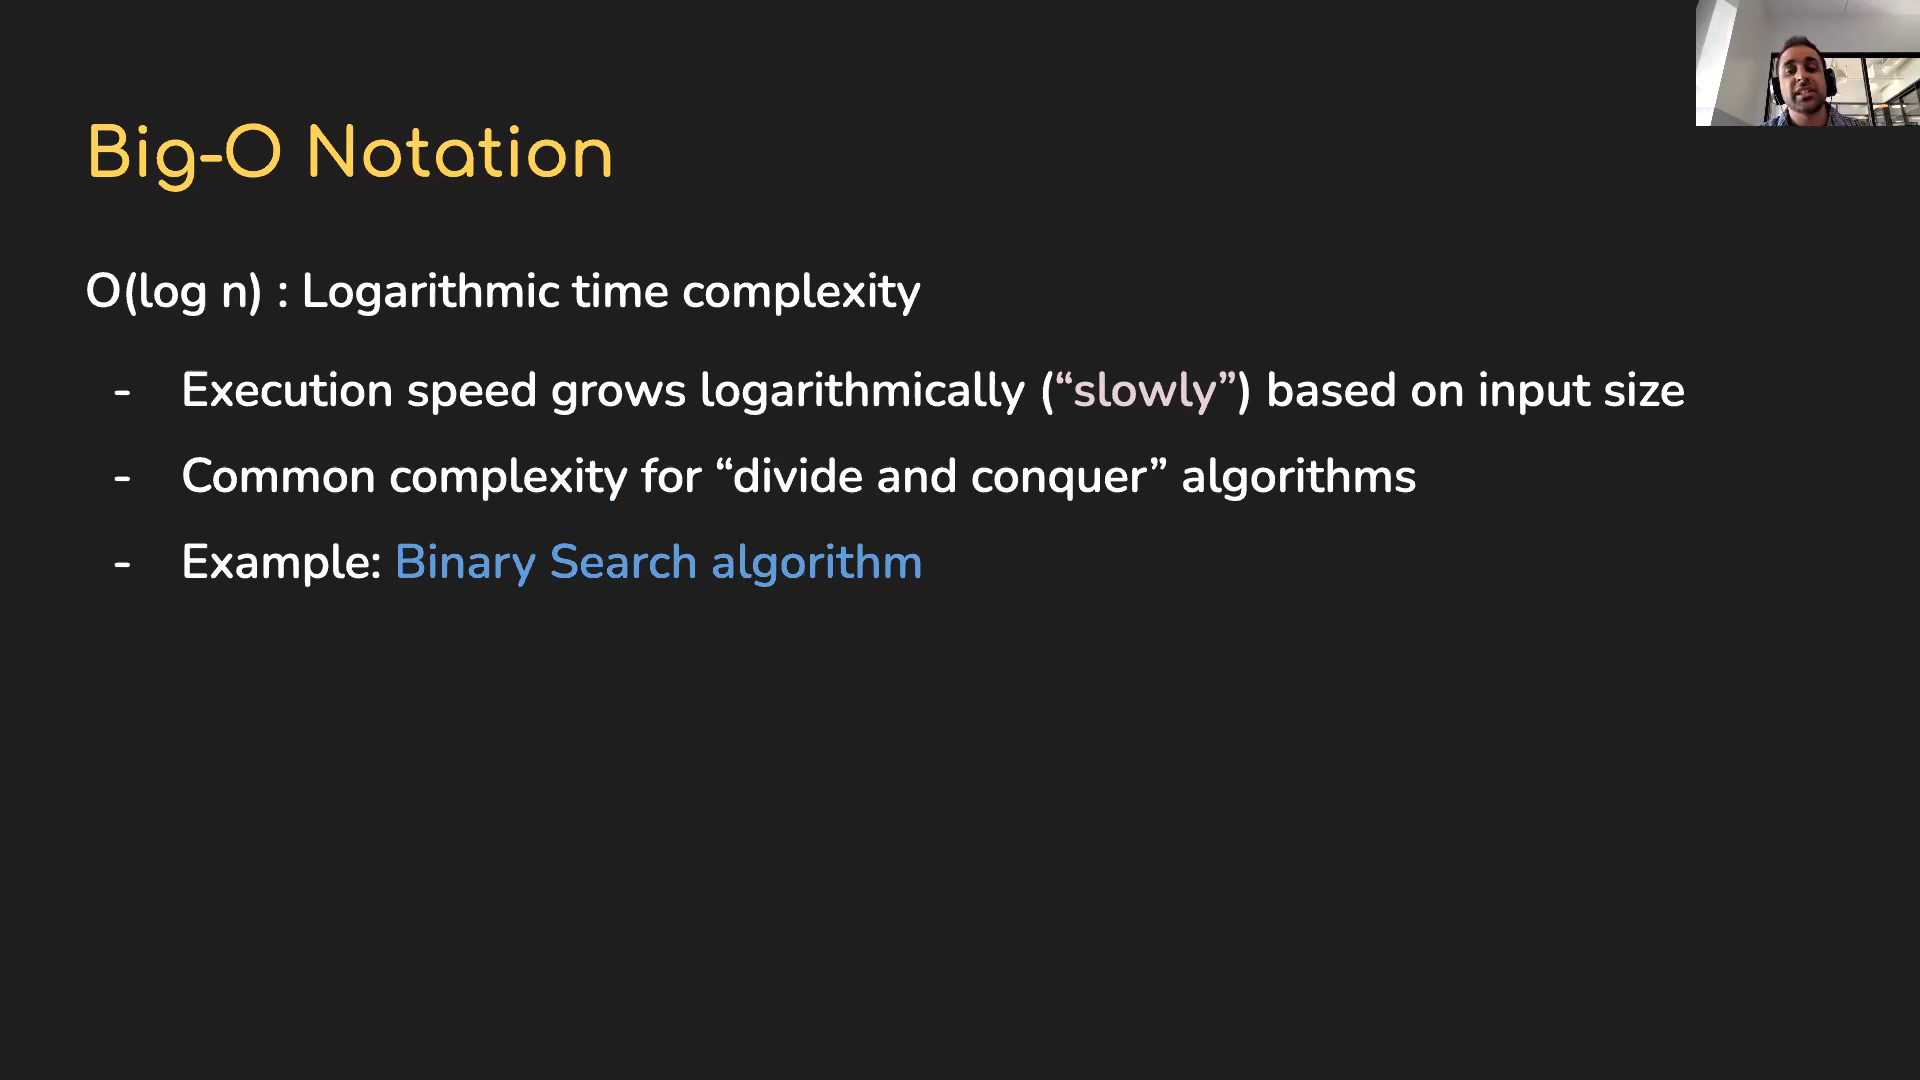 Big-O Notation
O(log n) : Logarithmic time complexity
- Execution speed grows logarithmically (“slowly”) based on input size
- Common complexity for “divide and conquer” algorithms
- Example: Binary Search algorithm